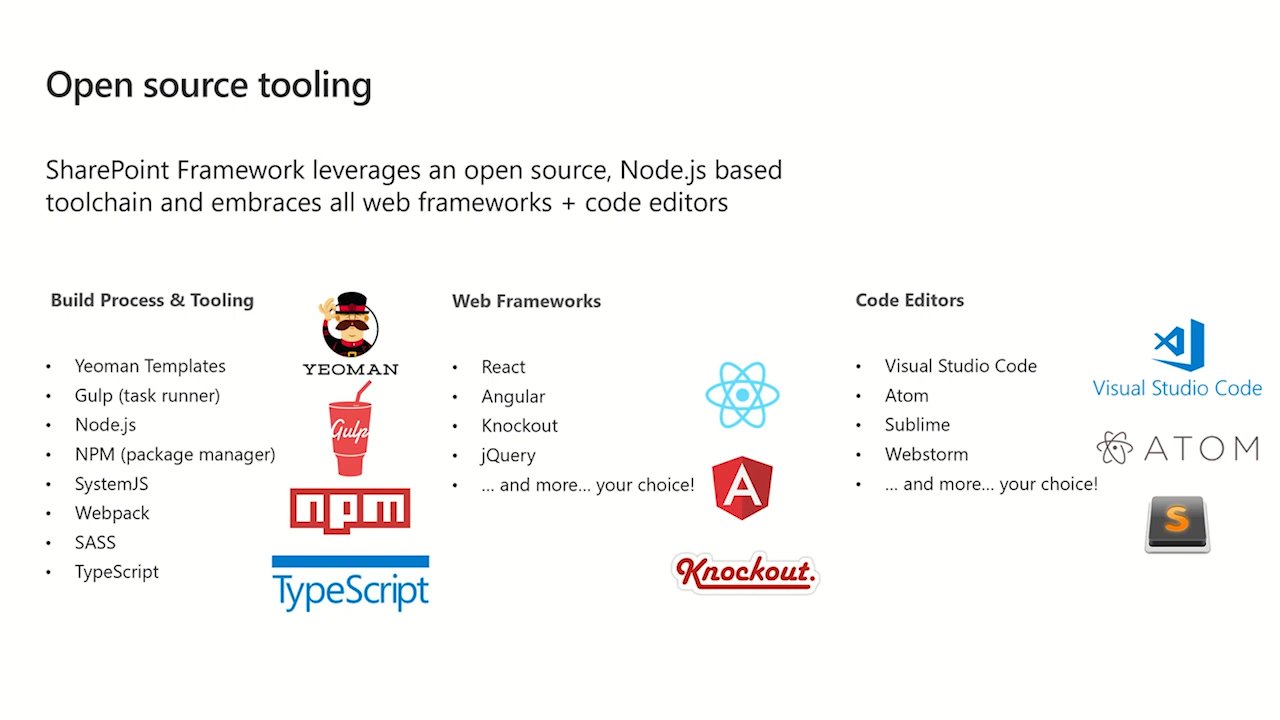 Open source tooling
SharePoint Framework leverages an open source, Node.js based
toolchain and embraces all web frameworks + code editors
Build Process & Tooling
• Yeoman Templates
• Gulp (task runner)
• Node.js
• NPM (package manager)
• SystemJS
• Webpack
• SASS
• TypeScript
YEOMAN
Gulp
npm
TypeScript
Web Frameworks
• React
• Angular
• Knockout
• jQuery
• ... and more... your choice!
A
Knockout.
Code Editors
• Visual Studio Code
• Atom
• Sublime
• Webstorm
• ... and more... your choice!
Visual Studio Code
ATOM
S